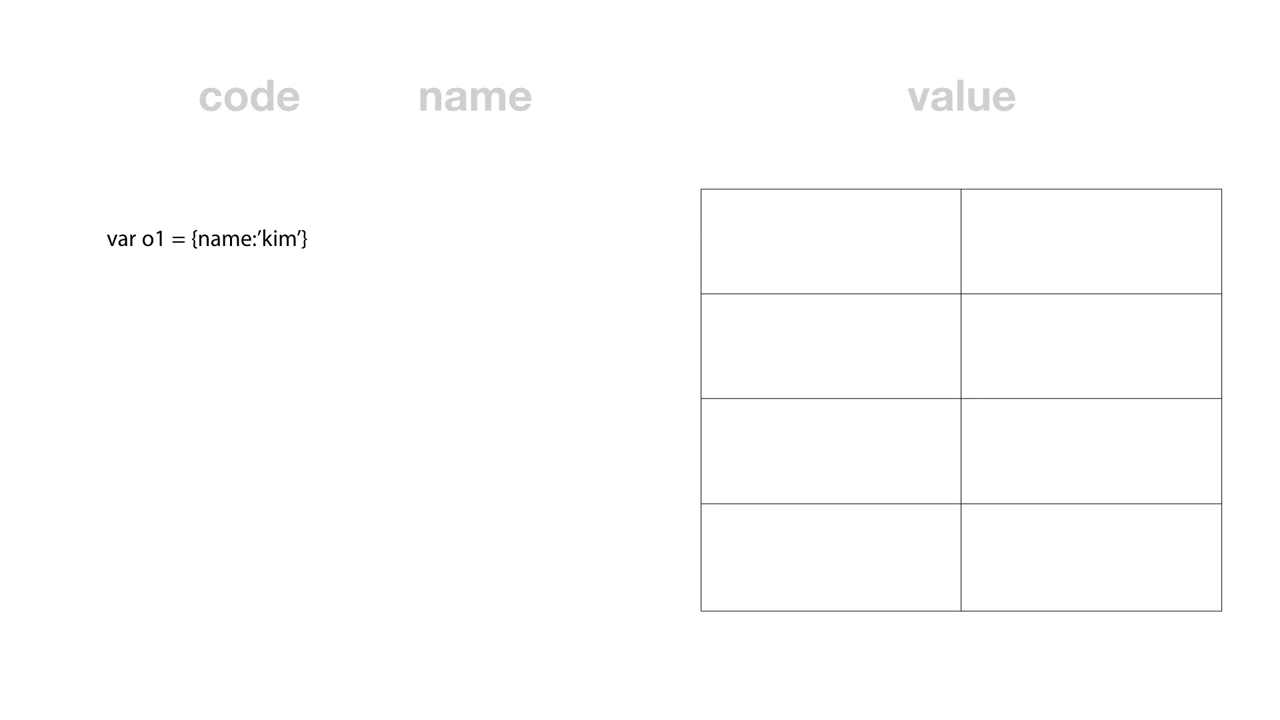 code name value
var o1 = {name:’kim’}